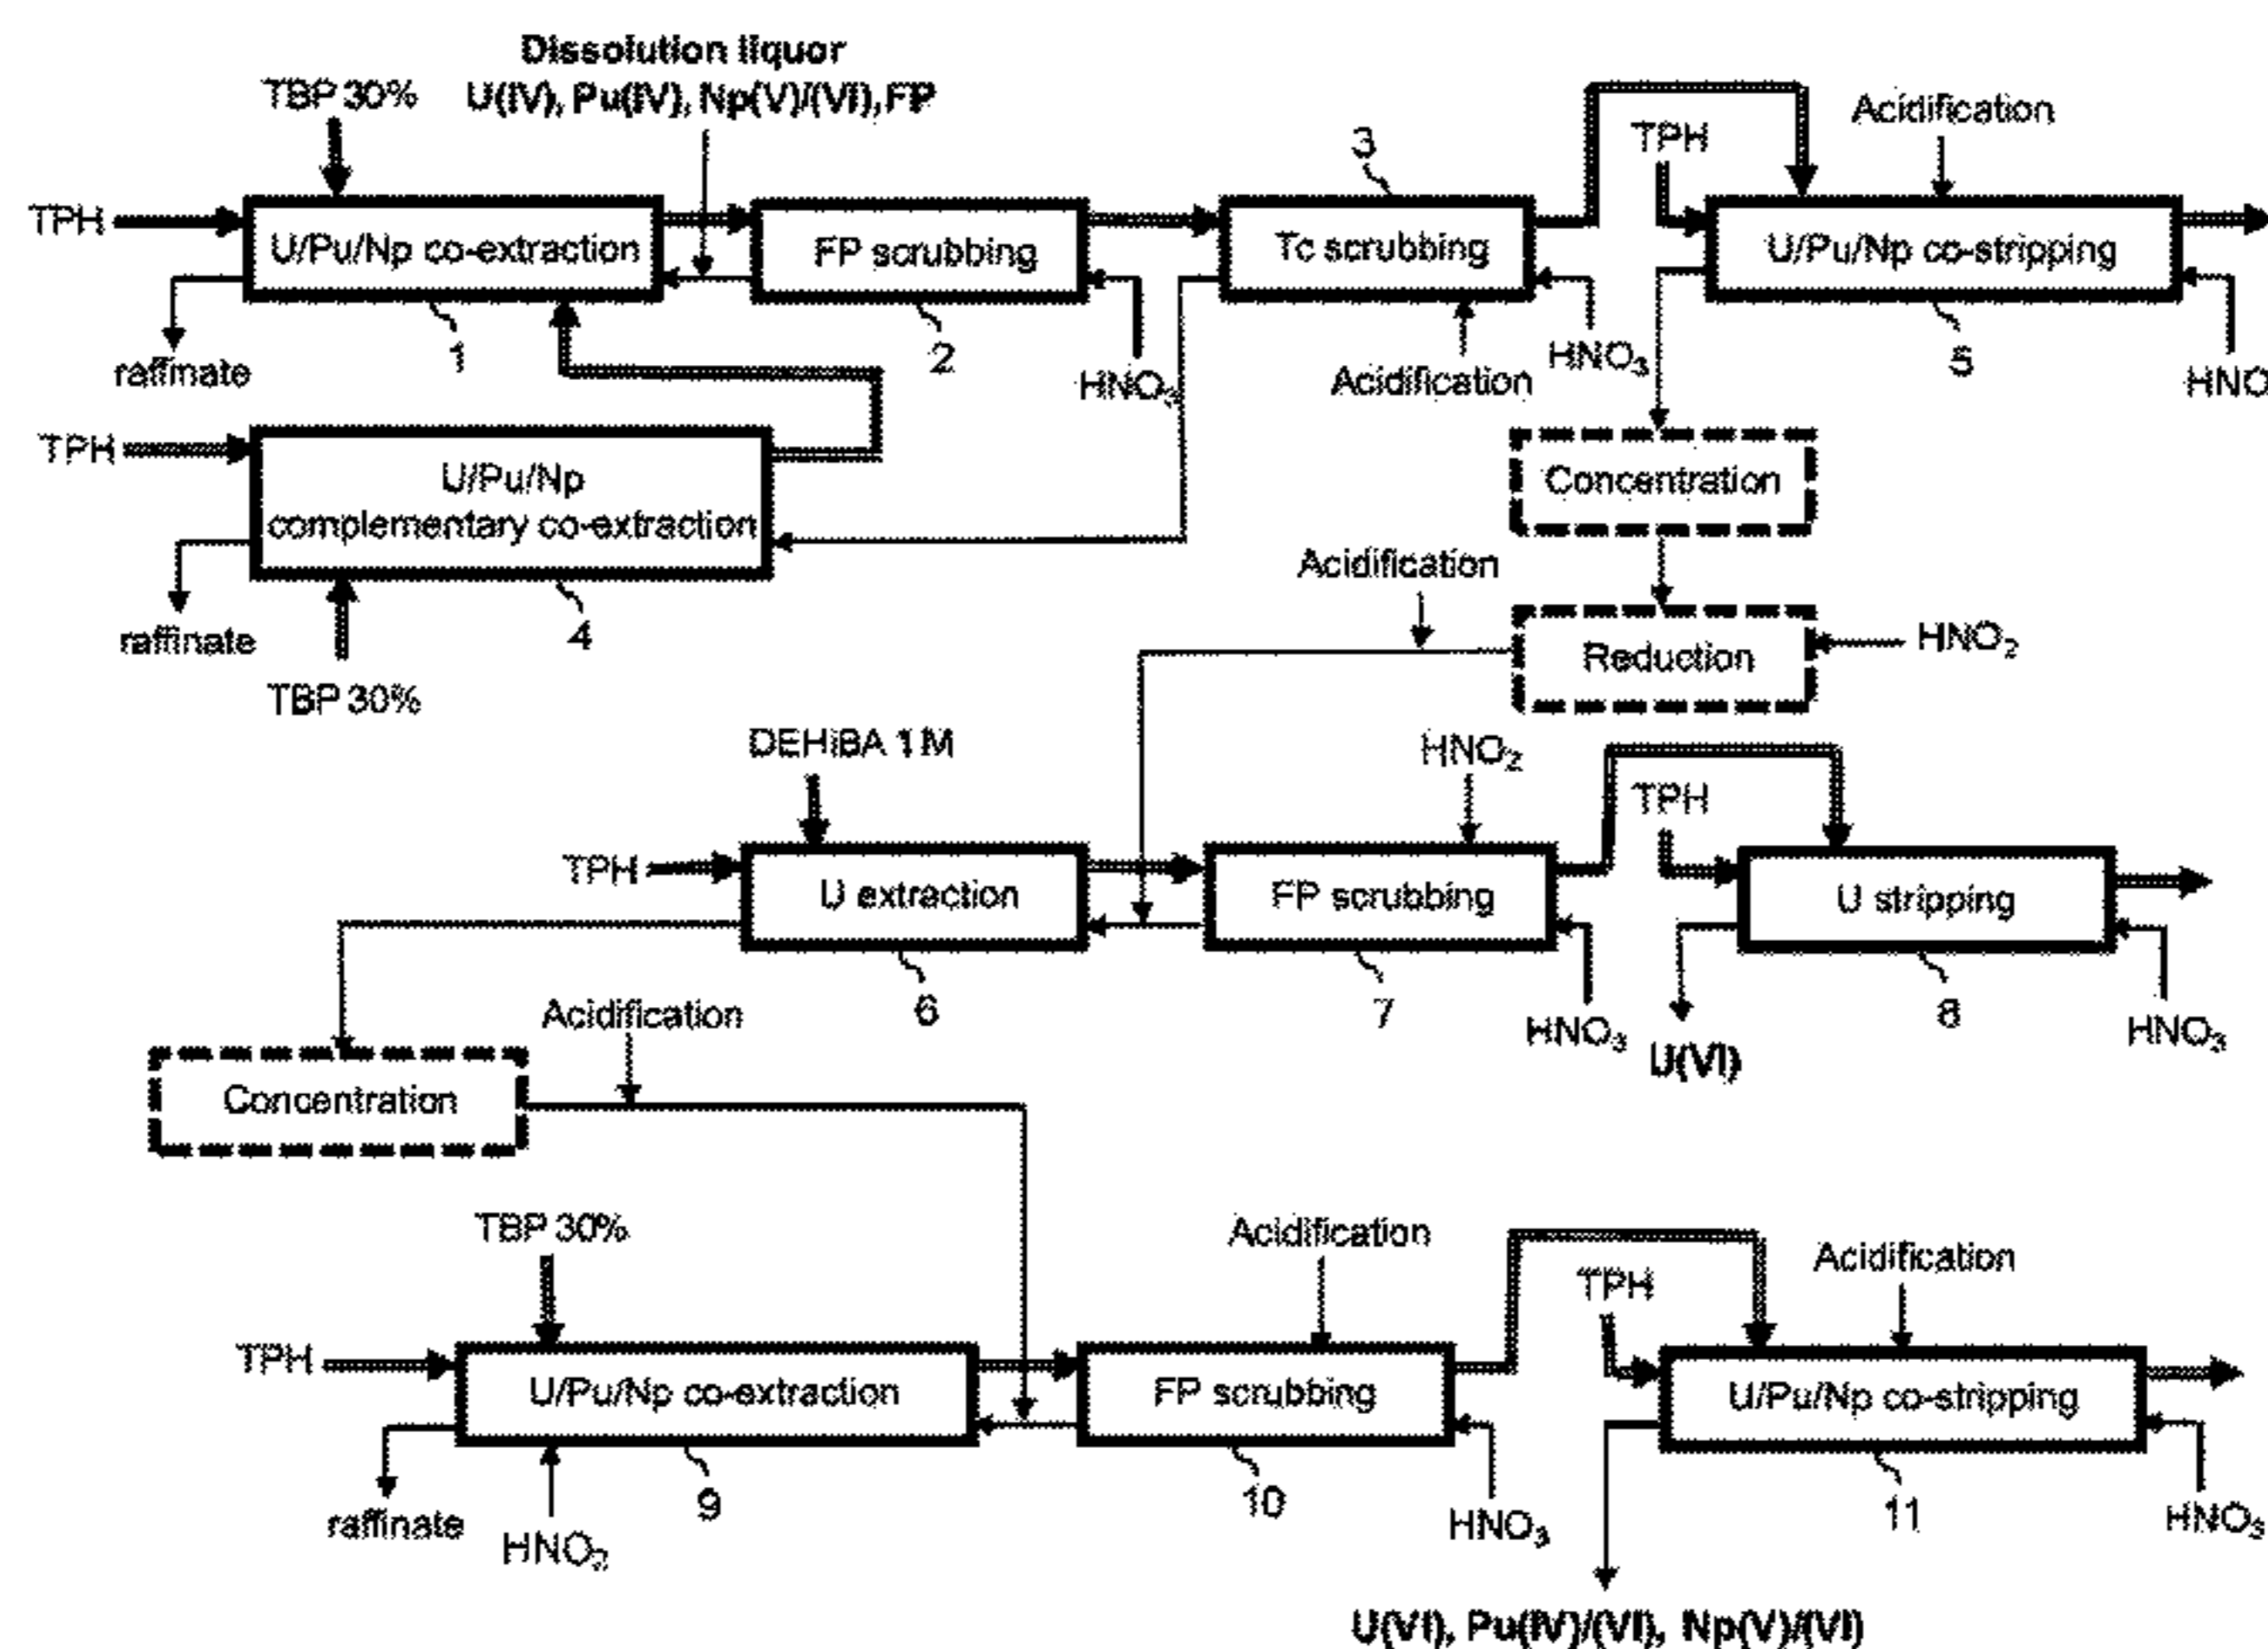 Dissolution liquor
TBP 30%
U(IV), Pu(IV), Np(V)/(VI), FP
TPH
U/Pu/Np co-extraction
1
raffinate
FP scrubbing
2
HNO₃
3
Tc scrubbing
Acidification
HNO₃
TPH
Acidification
U/Pu/Np co-stripping
5
HNO
TPH
U/Pu/Np
complementary co-extraction
4
raffinate
TBP 30%
Concentration
Acidification
Reduction
HNO₂
DEHiBA 1M
TPH
U extraction
6
HNO₂
FP scrubbing
7
HNO₃
TPH
U stripping
8
U(VI)
HNO₃
Concentration
Acidification
TBP 30%
TPH
U/Pu/Np co-extraction
9
raffinate
HNO₂
Acidification
FP scrubbing
10
HNO₃
TPH
Acidification
U/Pu/Np co-stripping
11
HNO₃
U(VI), Pu(IV)/(VI), Np(V)/(VI)